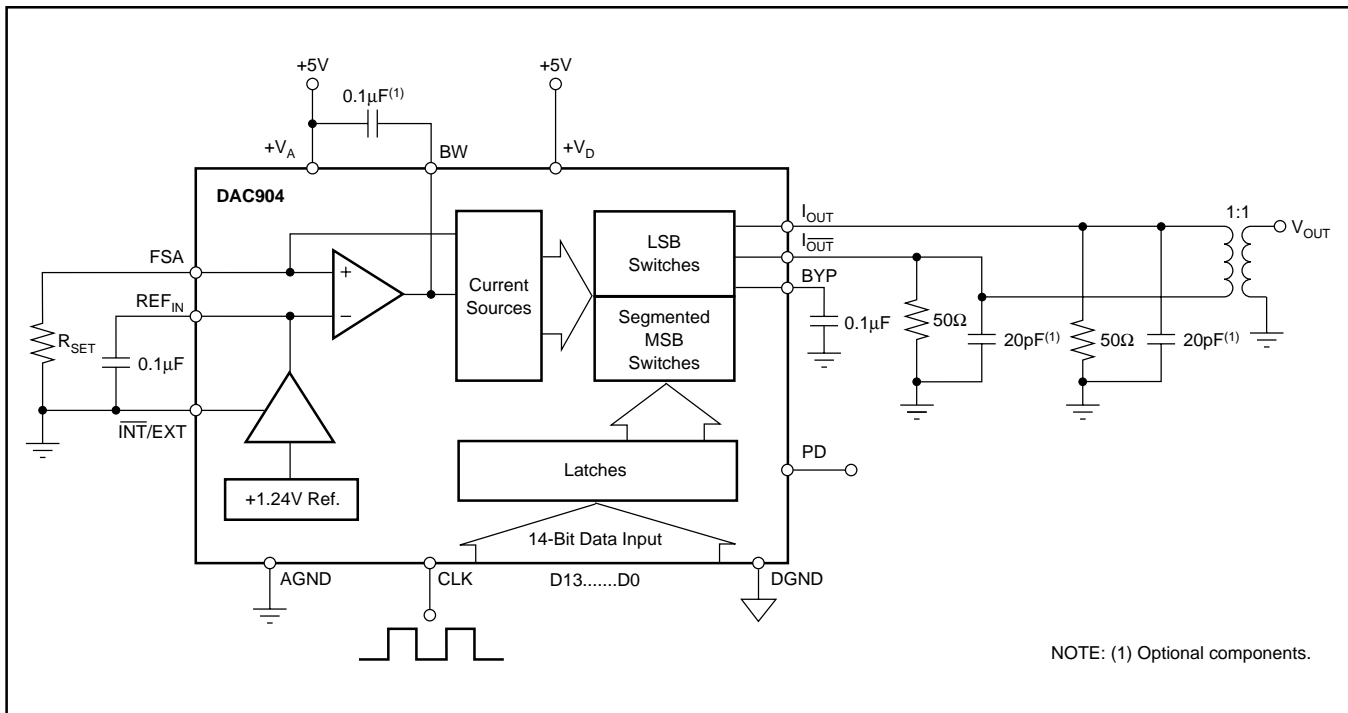 +5V
+5V
0.1µF(1)
+VA
BW
+VD
DAC904
FSA
REFIN
RSET
0.1µF
INT/EXT
+1.24V Ref.
Current
Sources
LSB
Switches
Segmented
MSB
Switches
Latches
14-Bit Data Input
IOUT
IOUT
BYP
0.1µF
50Ω
20pF(1)
50Ω
20pF(1)
1:1
VOUT
PD
AGND
CLK
D13.......D0
DGND
NOTE: (1) Optional components.